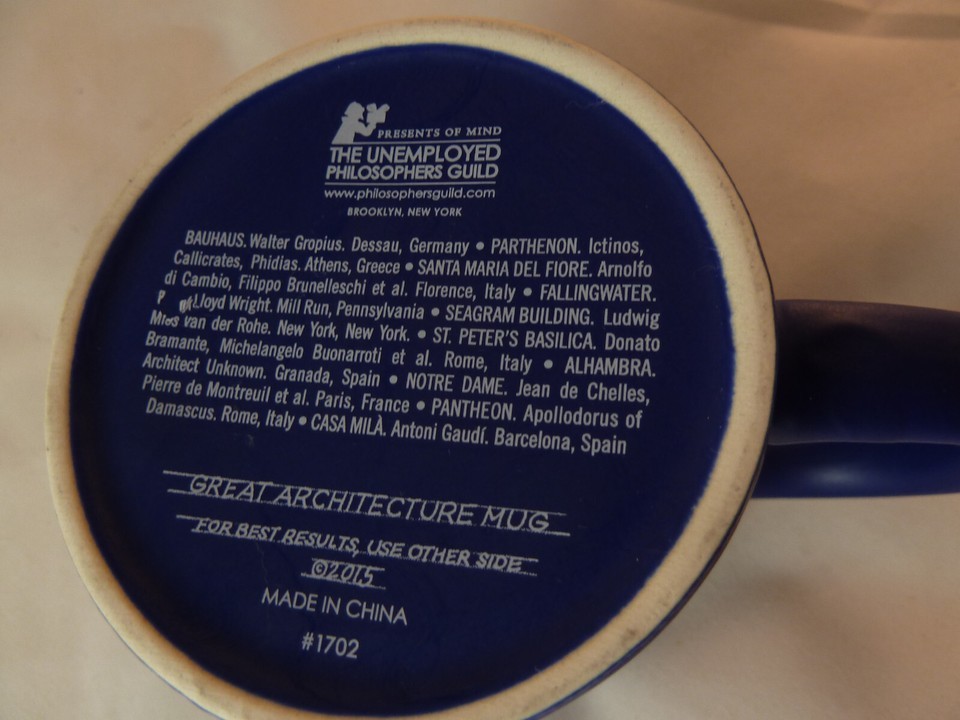 PRESENTS OF MIND
THE UNEMPLOYED
PHILOSOPHERS GUILD
www.philosophersguild.com
BROOKLYN, NEW YORK
BAUHAUS. Walter Gropius. Dessau, Germany • PARTHENON. Ictinos,
Callicrates, Phidias. Athens, Greece • SANTA MARIA DEL FIORE. Arnolfo
di Cambio, Filippo Brunelleschi et al. Florence, Italy • FALLINGWATER.
Lloyd Wright. Mill Run, Pennsylvania • SEAGRAM BUILDING. Ludwig
Mies van der Rohe. New York, New York. • ST. PETER'S BASILICA. Donato
Bramante, Michelangelo Buonarroti et al. Rome, Italy • ALHAMBRA.
Architect Unknown. Granada, Spain • NOTRE DAME. Jean de Chelles,
Pierre de Montreuil et al. Paris, France • PANTHEON. Apollodorus of
Damascus. Rome, Italy • CASA MILÀ. Antoni Gaudí. Barcelona, Spain
GREAT ARCHITECTURE MUG
FOR BEST RESULTS, USE OTHER SIDE
©2015
MADE IN CHINA
#1702